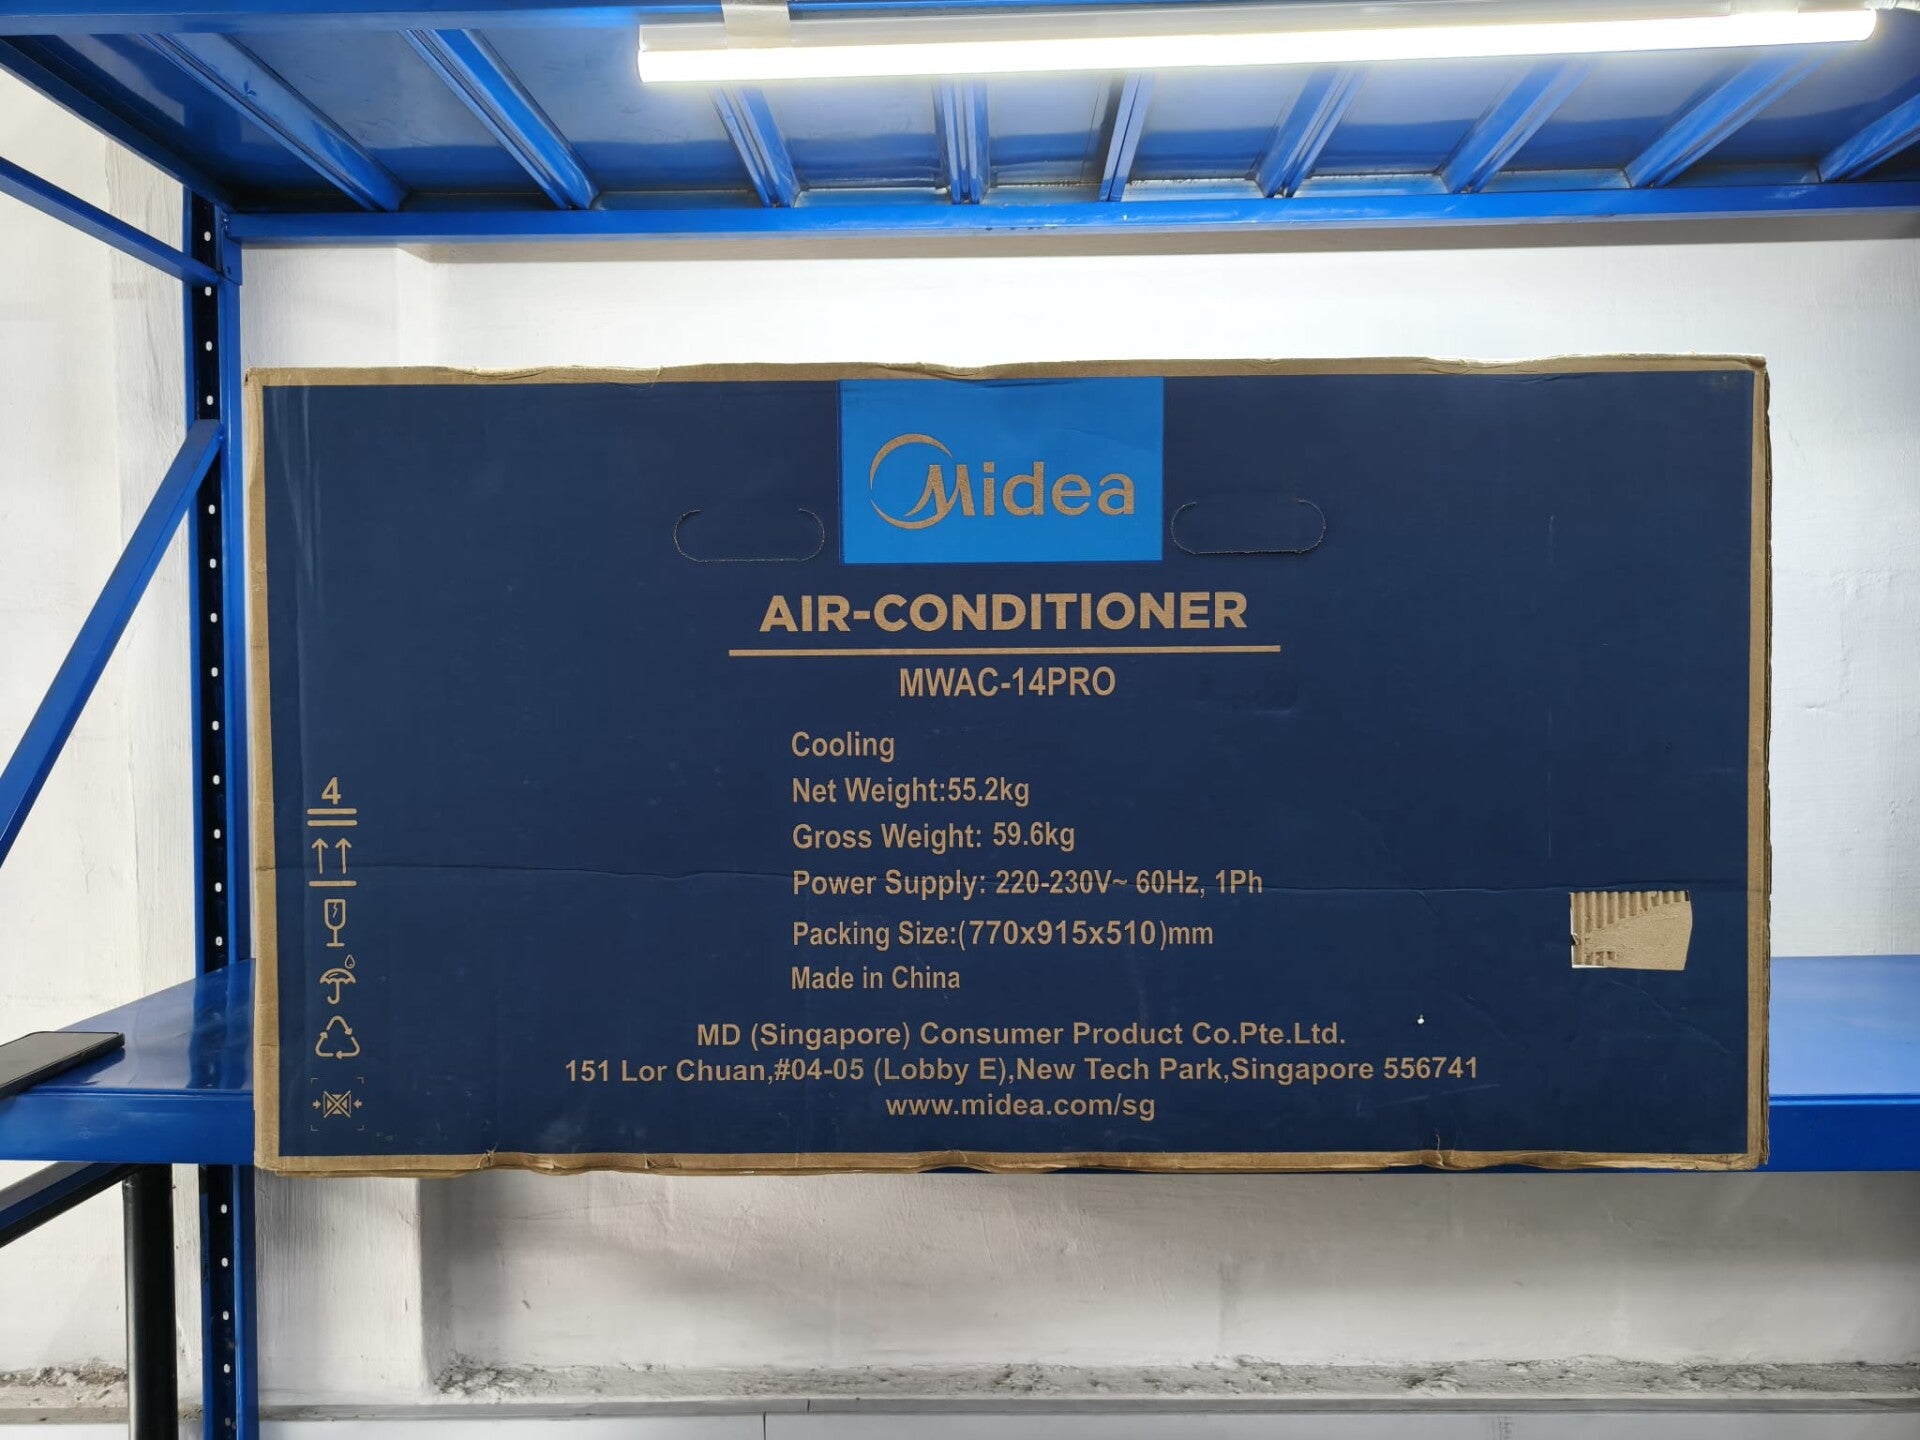 Midea
AIR-CONDITIONER
MWAC-14PRO
Cooling
Net Weight:55.2kg
Gross Weight: 59.6kg
Power Supply: 220-230V~ 60Hz, 1Ph
Packing Size:(770x915x510)mm
Made in China
4
MD (Singapore) Consumer Product Co.Pte.Ltd.
151 Lor Chuan,#04-05 (Lobby E),New Tech Park,Singapore 556741
www.midea.com/sg